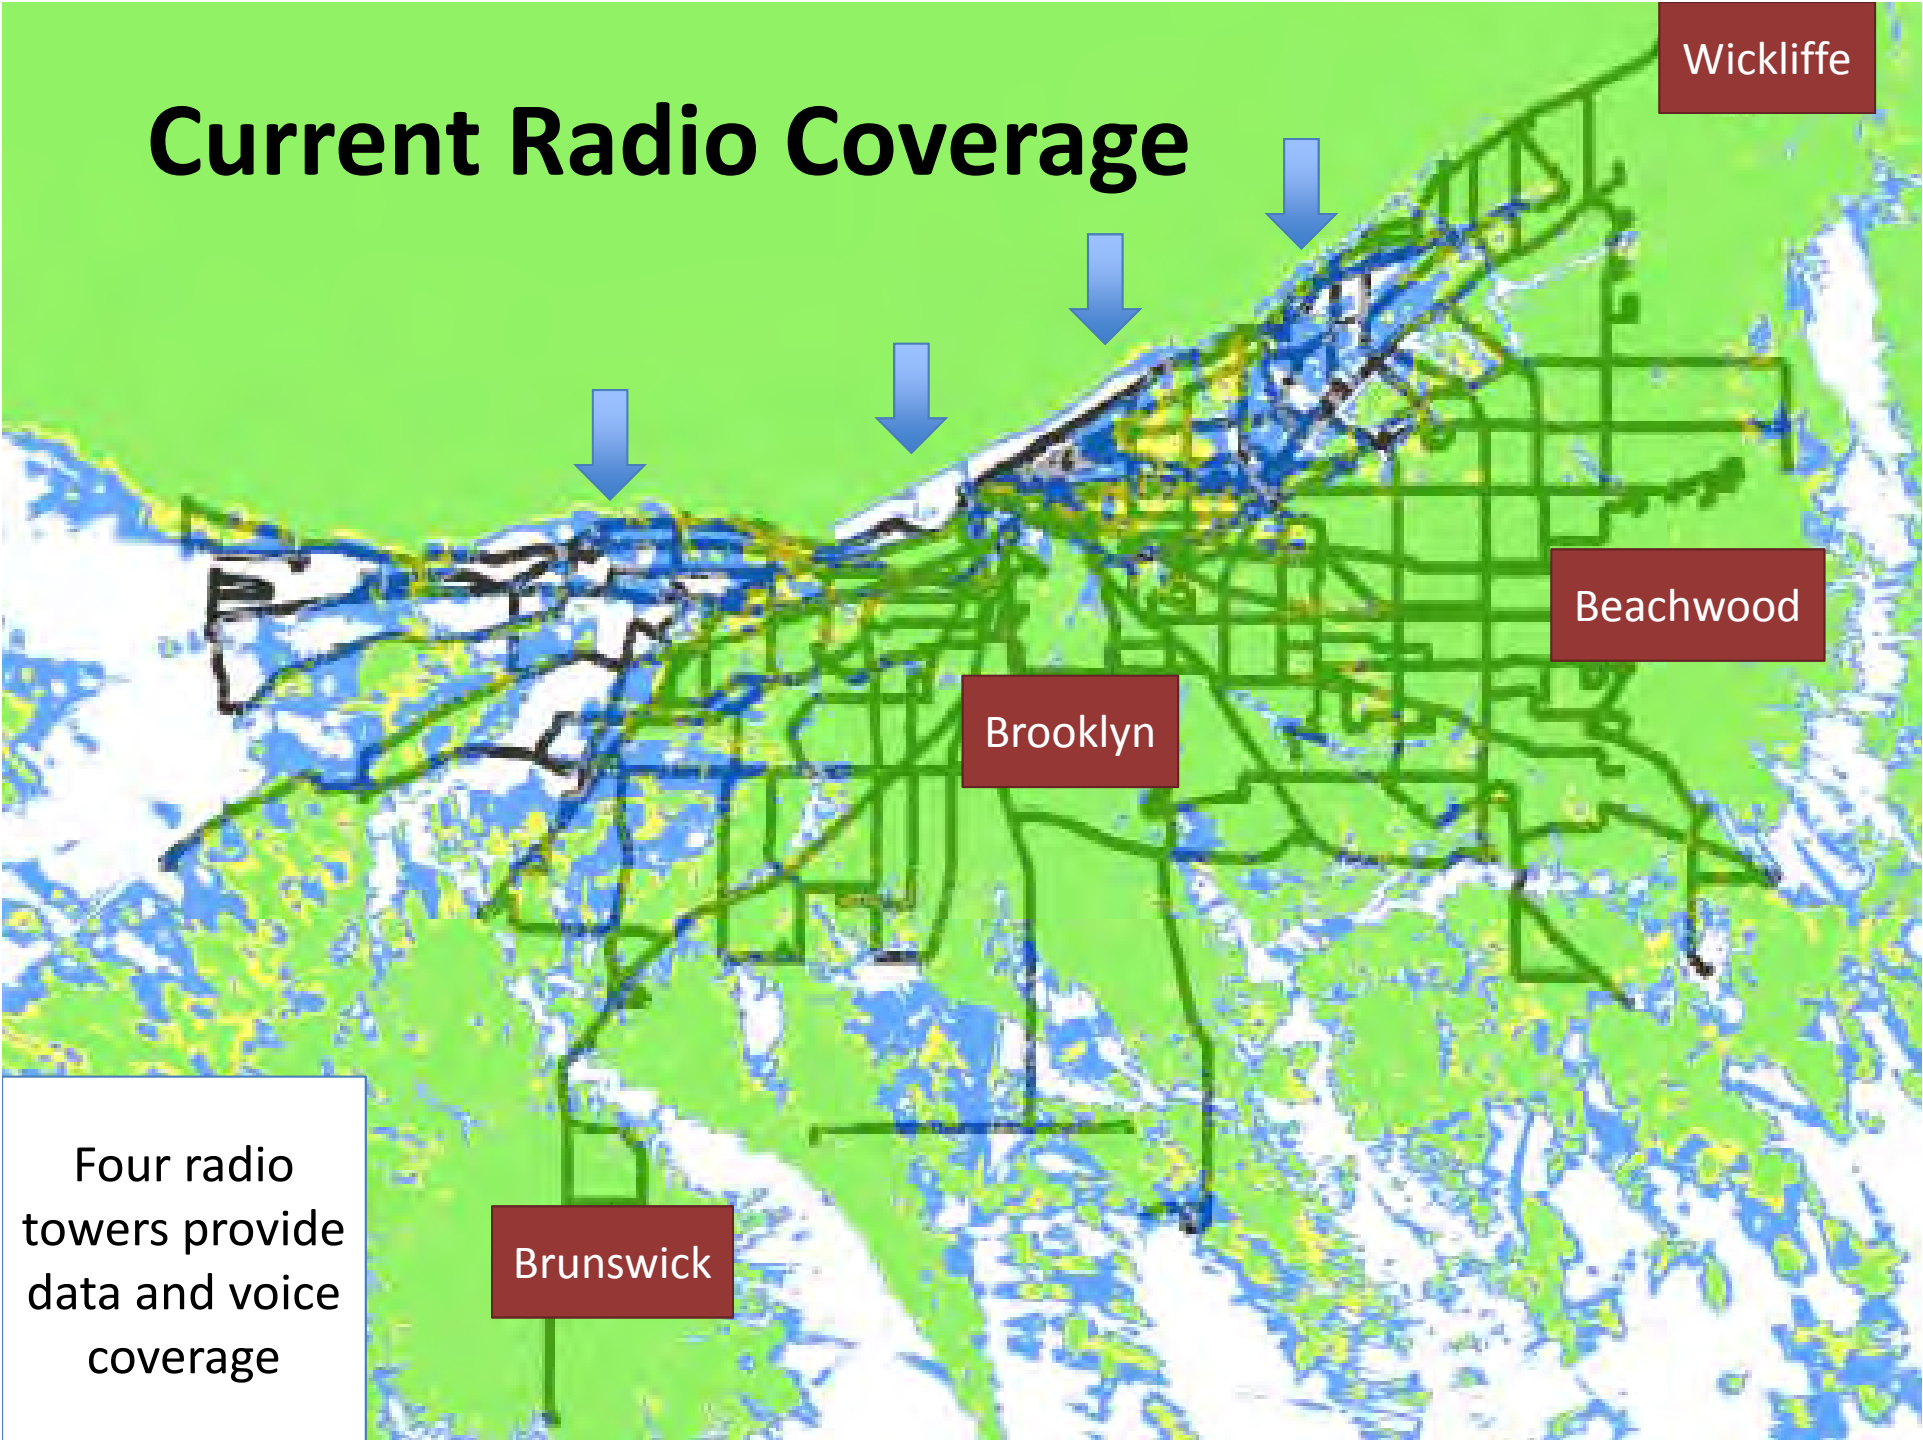 Wickliffe
Current Radio Coverage
Beachwood
Brooklyn
Four radio
towers provide
data and voice
coverage
Brunswick